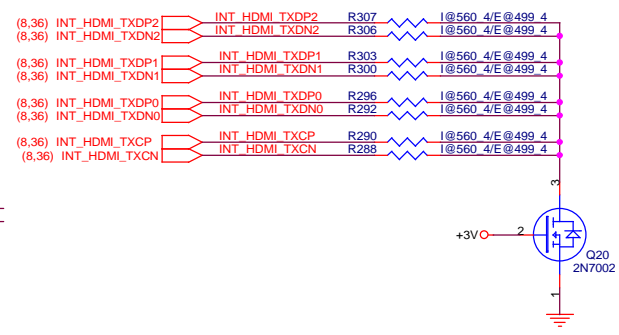 (8,36) INT_HDMI_TXDP2 INT_HDMI_TXDP2 R307 I@560_4/E@499_4
(8,36) INT_HDMI_TXDN2 INT_HDMI_TXDN2 R306 I@560_4/E@499_4
(8,36) INT_HDMI_TXDP1 INT_HDMI_TXDP1 R303 I@560_4/E@499_4
(8,36) INT_HDMI_TXDN1 INT_HDMI_TXDN1 R300 I@560_4/E@499_4
(8,36) INT_HDMI_TXDP0 INT_HDMI_TXDP0 R296 I@560_4/E@499_4
(8,36) INT_HDMI_TXDN0 INT_HDMI_TXDN0 R292 I@560_4/E@499_4
(8,36) INT_HDMI_TXCP INT_HDMI_TXCP R290 I@560_4/E@499_4
(8,36) INT_HDMI_TXCN INT_HDMI_TXCN R288 I@560_4/E@499_4
3
+3V 2
Q20
2N7002
1